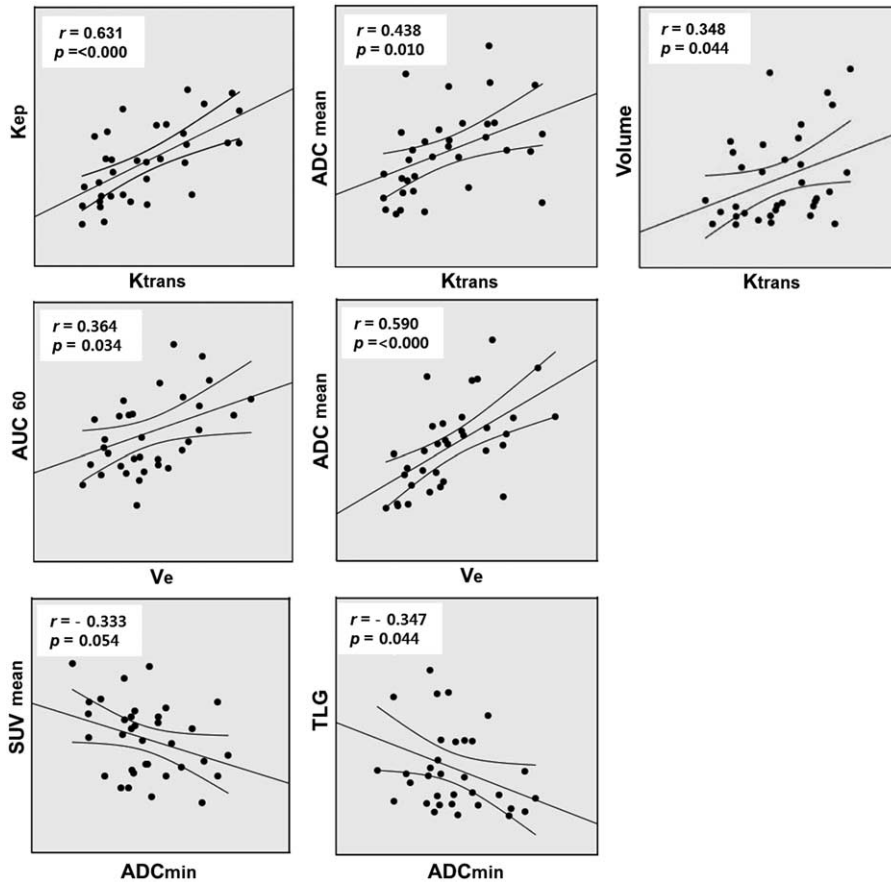 r = 0.631
p =<0.000
Kep
Ktrans
r = 0.438
p = 0.010
ADC mean
Ktrans
r = 0.348
p = 0.044
Volume
Ktrans
r = 0.364
p = 0.034
AUC 60
Ve
r = 0.590
p =<0.000
ADC mean
Ve
r = - 0.333
p = 0.054
SUV mean
ADCmin
r = - 0.347
p = 0.044
TLG
ADCmin